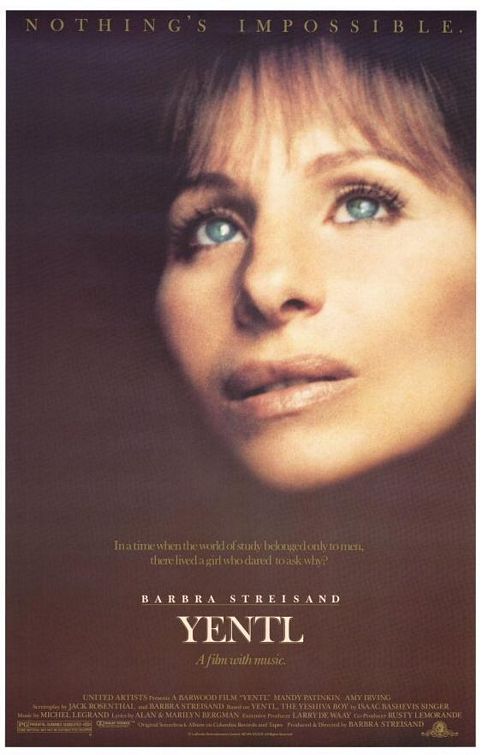 NOTHING'S IMPOSSIBLE.
In a time when the world of study belonged only to men,
there lived a girl who dared to ask why?
BARBRA STREISAND
YENTL
A film with music.
UNITED ARTISTS Presents A BARWOOD FILM "YENTL" MANDY PATINKIN AMY IRVING
Screenplay by JACK ROSENTHAL and BARBRA STREISAND Based on YENTL, THE YESHIVA BOY by ISAAC BASHEVIS SINGER
Music by MICHEL LEGRAND Lyrics by ALAN & MARILYN BERGMAN Executive Producer LARRY DE WAAY Co-Producer RUSTY LEMORANDE
PG PARENTAL GUIDANCE SUGGESTED Original Soundtrack Album on Columbia Records and Tapes Produced & Directed by BARBRA STREISAND